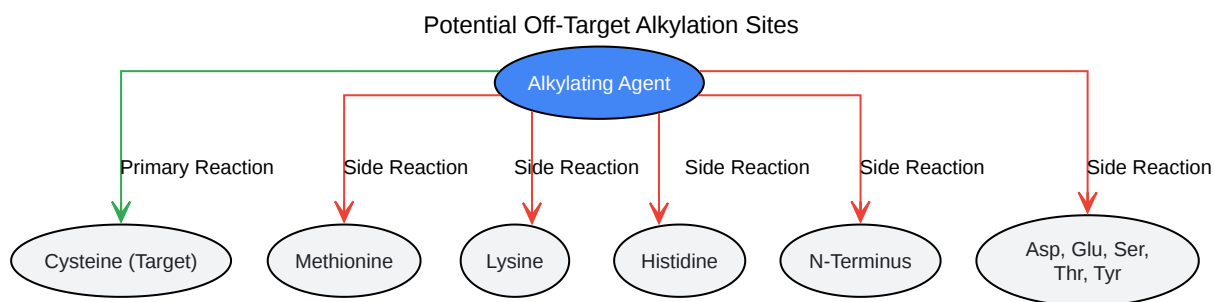 Potential Off-Target Alkylation Sites
Alkylating Agent
Primary Reaction
Side Reaction
Side Reaction
Side Reaction
Side Reaction
Side Reaction
Cysteine (Target)
Methionine
Lysine
Histidine
N-Terminus
Asp, Glu, Ser,
Thr, Tyr